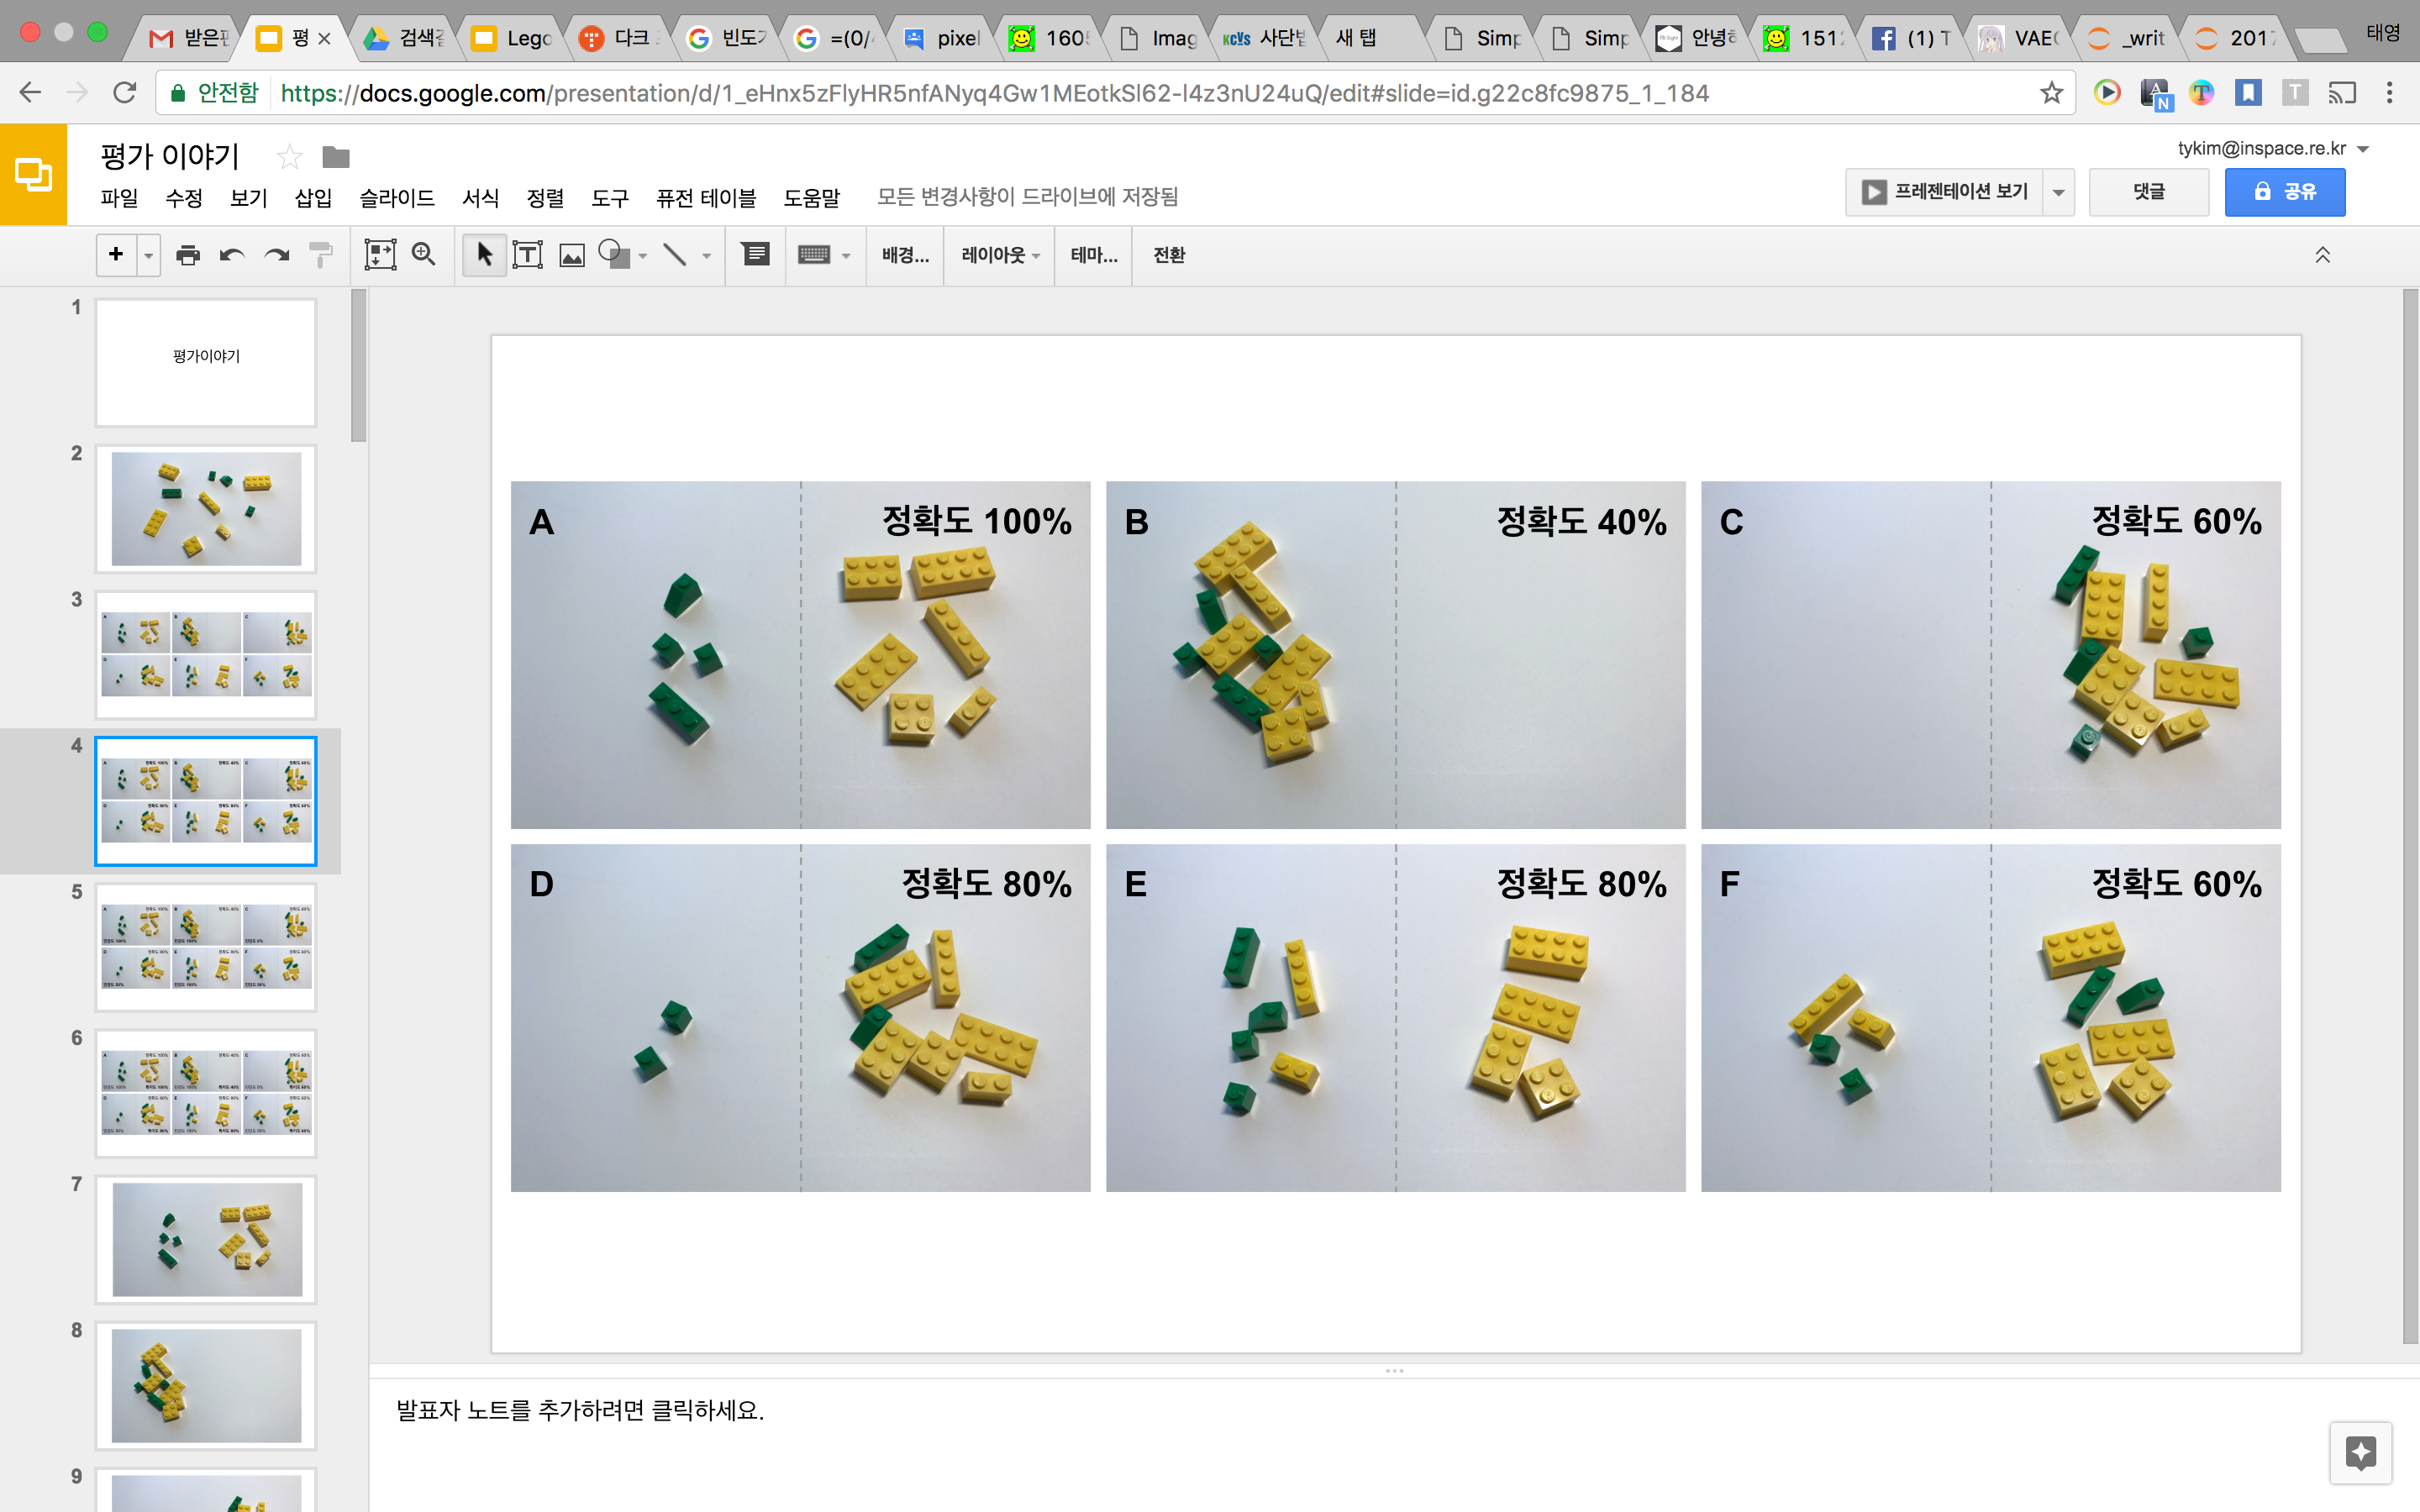 받은편
평
검색결
Lego
다크
빈도
=(0/
pixel
160
Imag
사단법
새 탭
Simp
Simp
안녕하
151
(1) T
VAE
_writ
201
태영
안전함
https://docs.google.com/presentation/d/1_eHnx5zFlyHR5nfANyq4Gw1MEotkSl62-l4z3nU24uQ/edit#slide=id.g22c8fc9875_1_184
평가 이야기
tykim@inspace.re.kr
파일 수정 보기 삽입 슬라이드 서식 정렬 도구 퓨전 테이블 도움말 모든 변경사항이 드라이브에 저장됨
프레젠테이션 보기
댓글
공유
배경...
레이아웃
테마...
전환
1
평가이야기
2
3
4
5
6
7
8
9
A 정확도 100%
B 정확도 40%
C 정확도 60%
D 정확도 80%
E 정확도 80%
F 정확도 60%
발표자 노트를 추가하려면 클릭하세요.